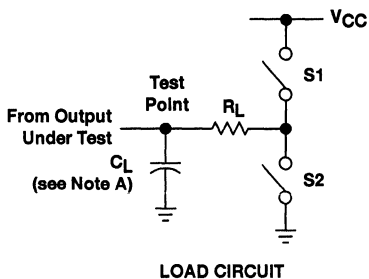 VCC
S1
Test
Point
RL
From Output
Under Test
CL
(see Note A)
S2
LOAD CIRCUIT